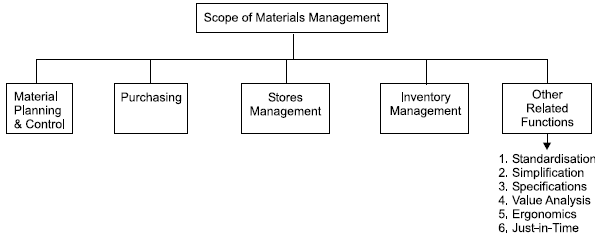 Scope of Materials Management
Material
Planning
& Control
Purchasing
Stores
Management
Inventory
Management
Other
Related
Functions
1. Standardisation
2. Simplification
3. Specifications
4. Value Analysis
5, Ergonomics
6, Just-in-Time